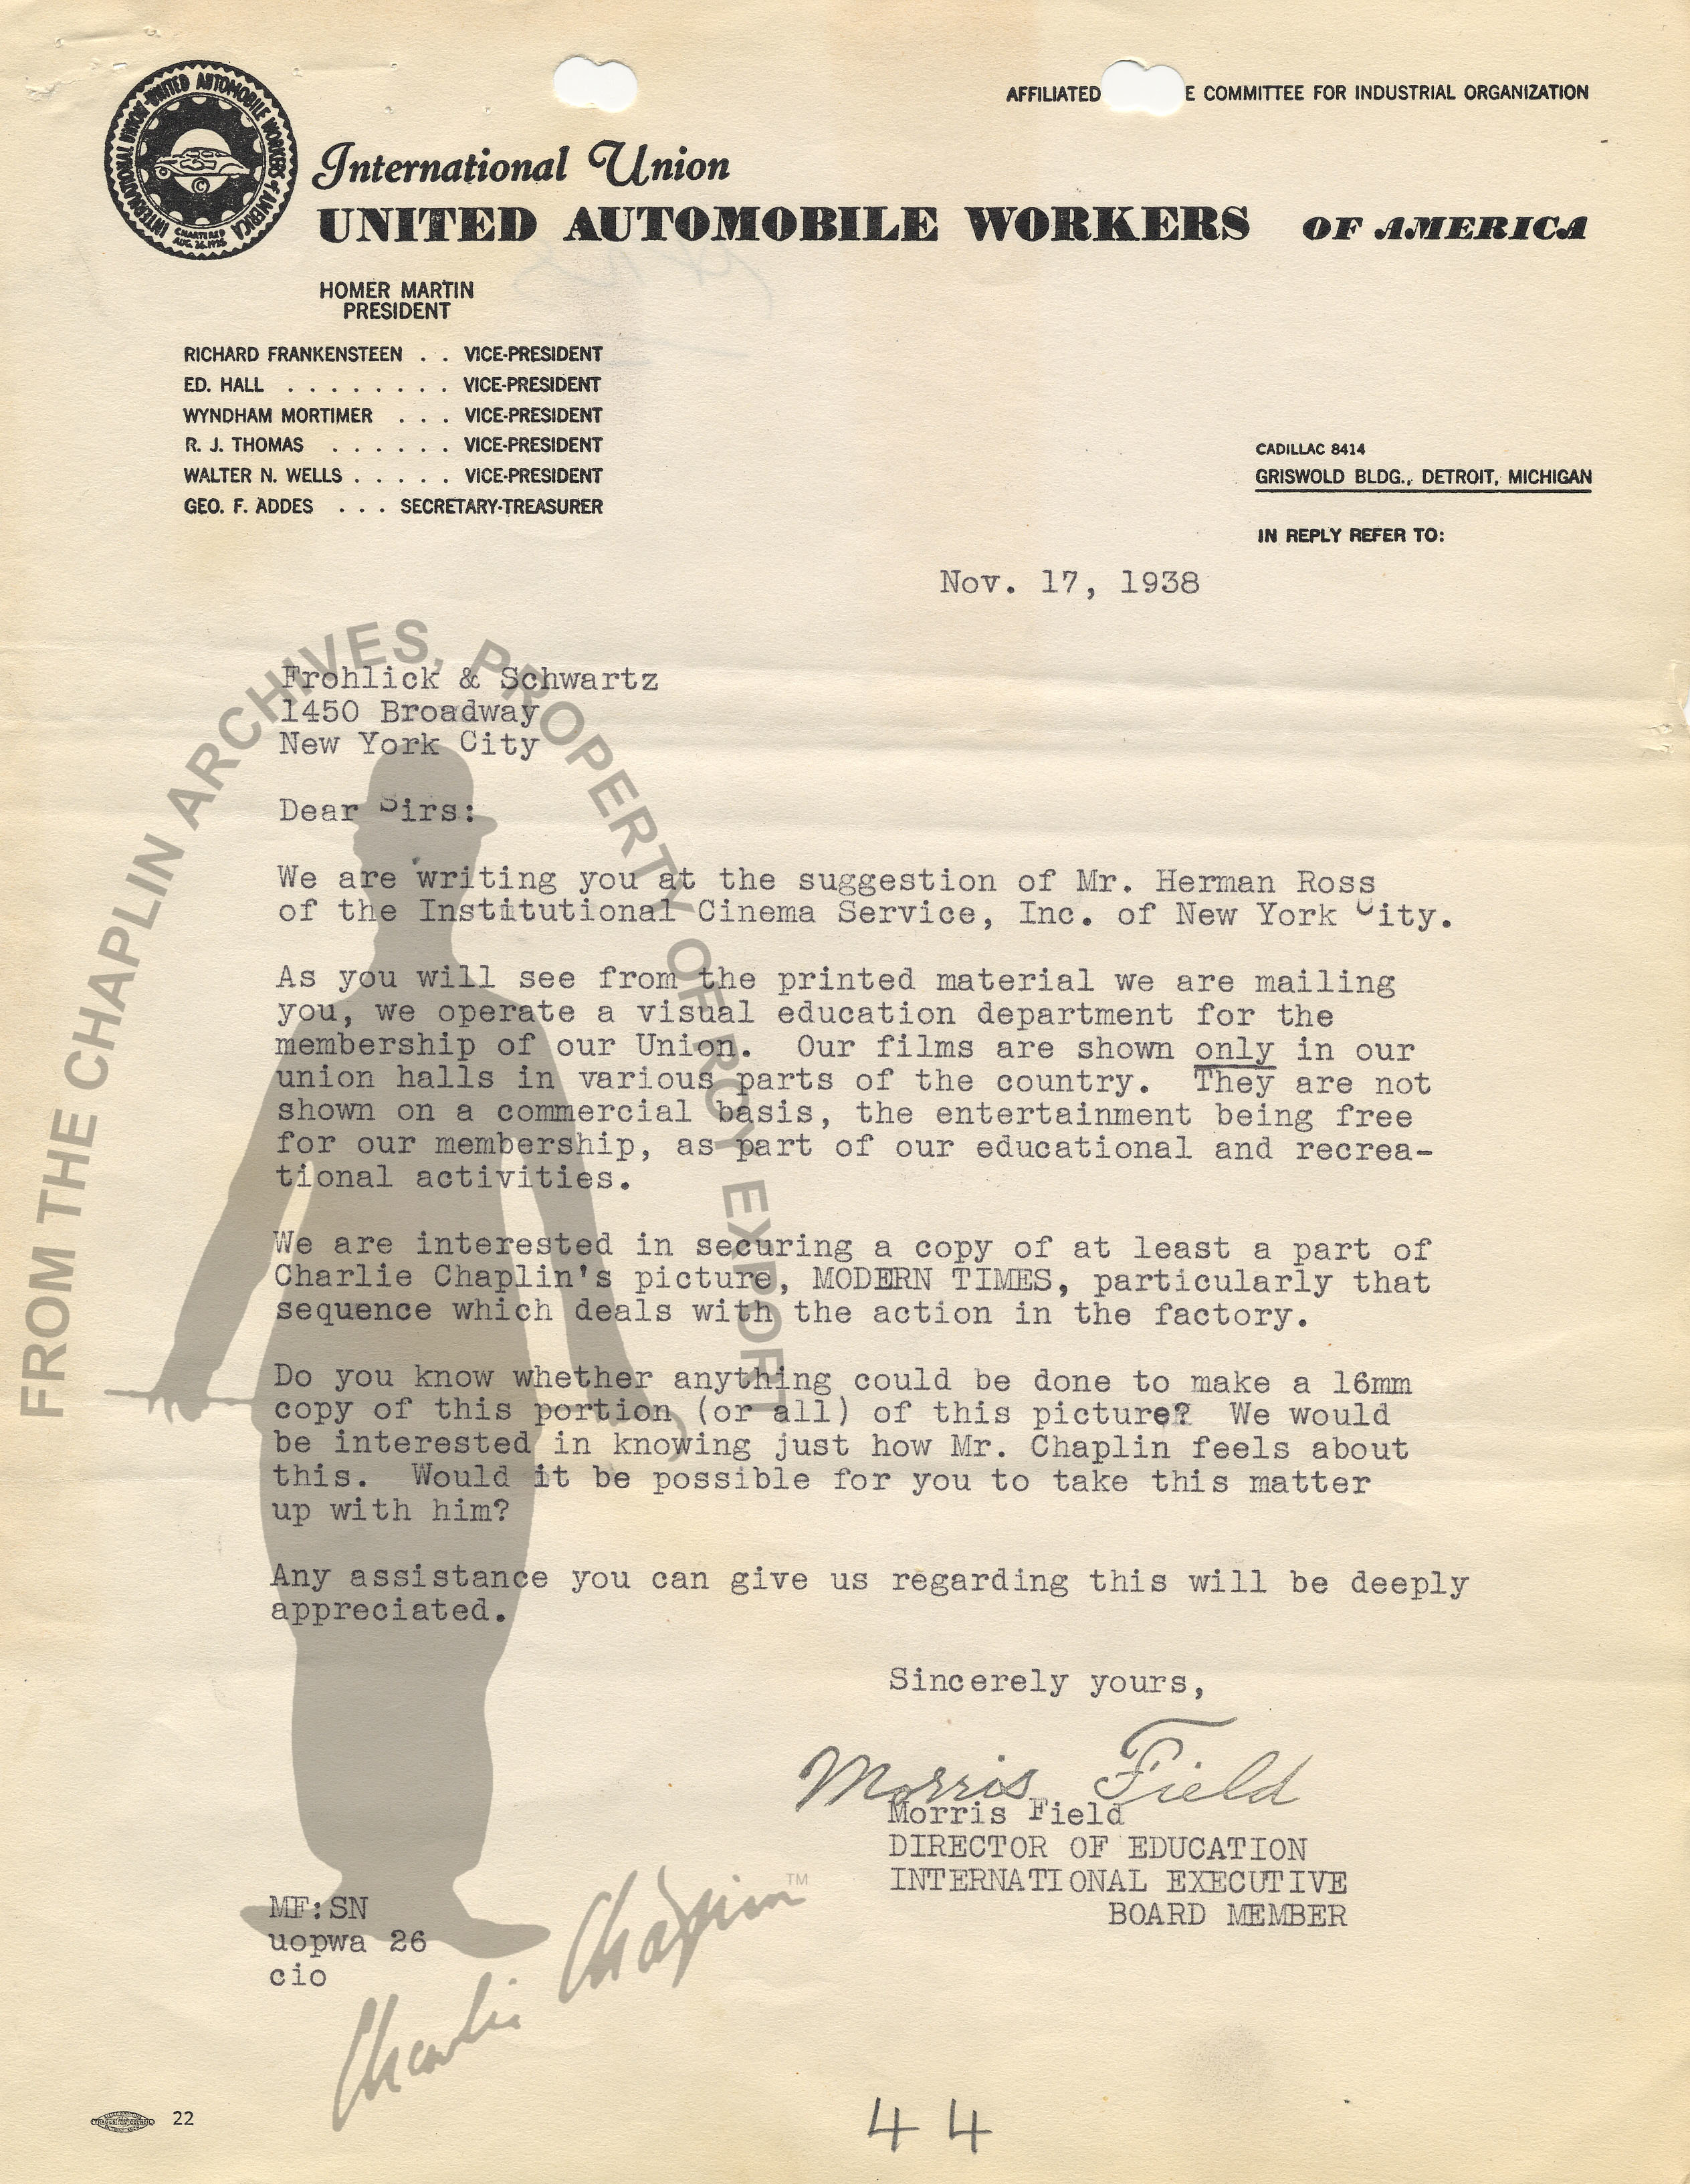 INTERNATIONAL UNION · UNITED AUTOMOBILE WORKERS of AMERICA
CHARTERED
AUG. 26, 1935
AFFILIATED E COMMITTEE FOR INDUSTRIAL ORGANIZATION
International Union
UNITED AUTOMOBILE WORKERS OF AMERICA
HOMER MARTIN
PRESIDENT
RICHARD FRANKENSTEEN . . VICE-PRESIDENT
ED. HALL . . . . . . . . VICE-PRESIDENT
WYNDHAM MORTIMER . . . VICE-PRESIDENT
R. J. THOMAS . . . . . . VICE-PRESIDENT
WALTER N. WELLS . . . . . VICE-PRESIDENT
GEO. F. ADDES . . . SECRETARY-TREASURER
CADILLAC 8414
GRISWOLD BLDG., DETROIT, MICHIGAN
IN REPLY REFER TO:
Nov. 17, 1938
Frohlick & Schwartz
1450 Broadway
New York City
Dear Sirs:
We are writing you at the suggestion of Mr. Herman Ross
of the Institutional Cinema Service, Inc. of New York City.
As you will see from the printed material we are mailing
you, we operate a visual education department for the
membership of our Union. Our films are shown only in our
union halls in various parts of the country. They are not
shown on a commercial basis, the entertainment being free
for our membership, as part of our educational and recrea-
tional activities.
We are interested in securing a copy of at least a part of
Charlie Chaplin's picture, MODERN TIMES, particularly that
sequence which deals with the action in the factory.
Do you know whether anything could be done to make a 16mm
copy of this portion (or all) of this picture? We would
be interested in knowing just how Mr. Chaplin feels about
this. Would it be possible for you to take this matter
up with him?
Any assistance you can give us regarding this will be deeply
appreciated.
Sincerely yours,
Morris Field
Morris Field
DIRECTOR OF EDUCATION
INTERNATIONAL EXECUTIVE
BOARD MEMBER
MF:SN
uopwa 26
cio
FROM THE CHAPLIN ARCHIVES, PROPERTY OF ROY EXPORT
Charlie Chaplin™
22
44